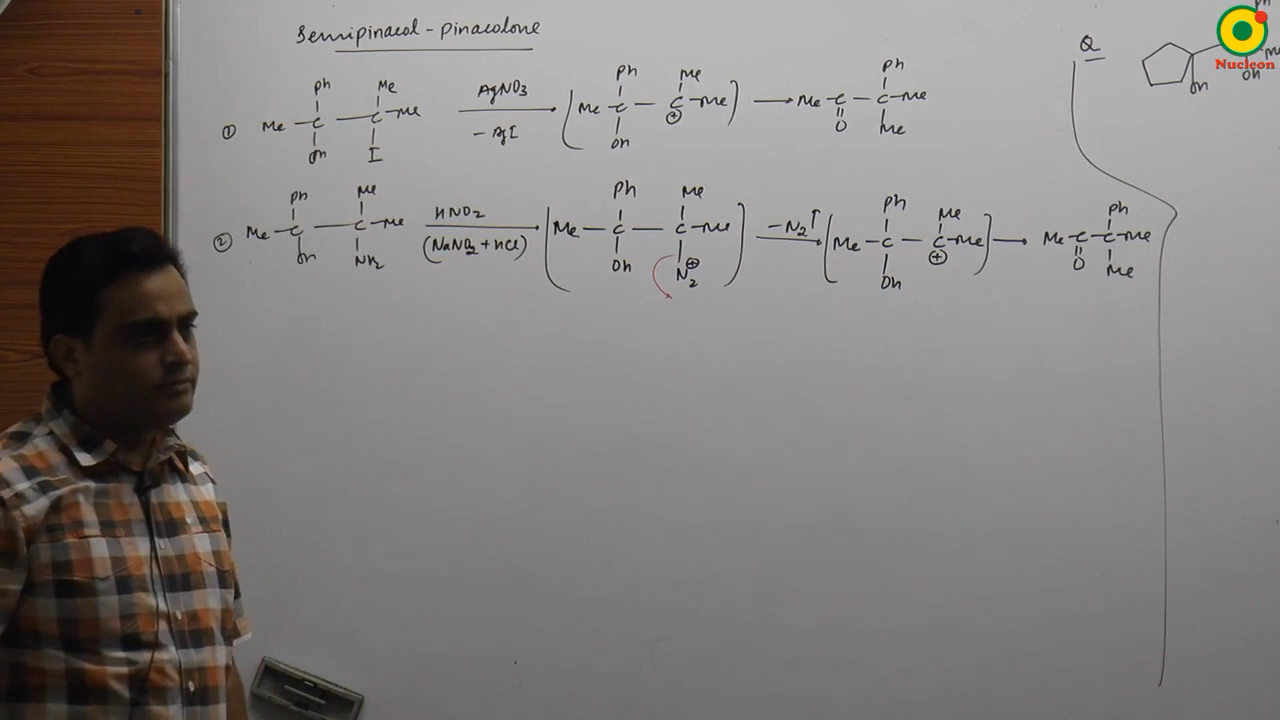 Semipinacol - pinacolone
Ph Me Ph Me Ph
① Me - C - C - Me AgNO3 ( Me - C - C - Me ) → Me - C - C - Me
- AgI ⊕ O Me
OH I OH
Ph Me Ph Me Ph Me Ph
② Me - C - C - Me HNO2 ( Me - C - C - Me ) - N2↑ ( Me - C - C - Me ) → Me - C - C - Me
(NaNO2 + HCl) ⊕ O Me
OH NH2 OH N2⊕ OH
Q
Ph
Me
OH OH
Nucleon